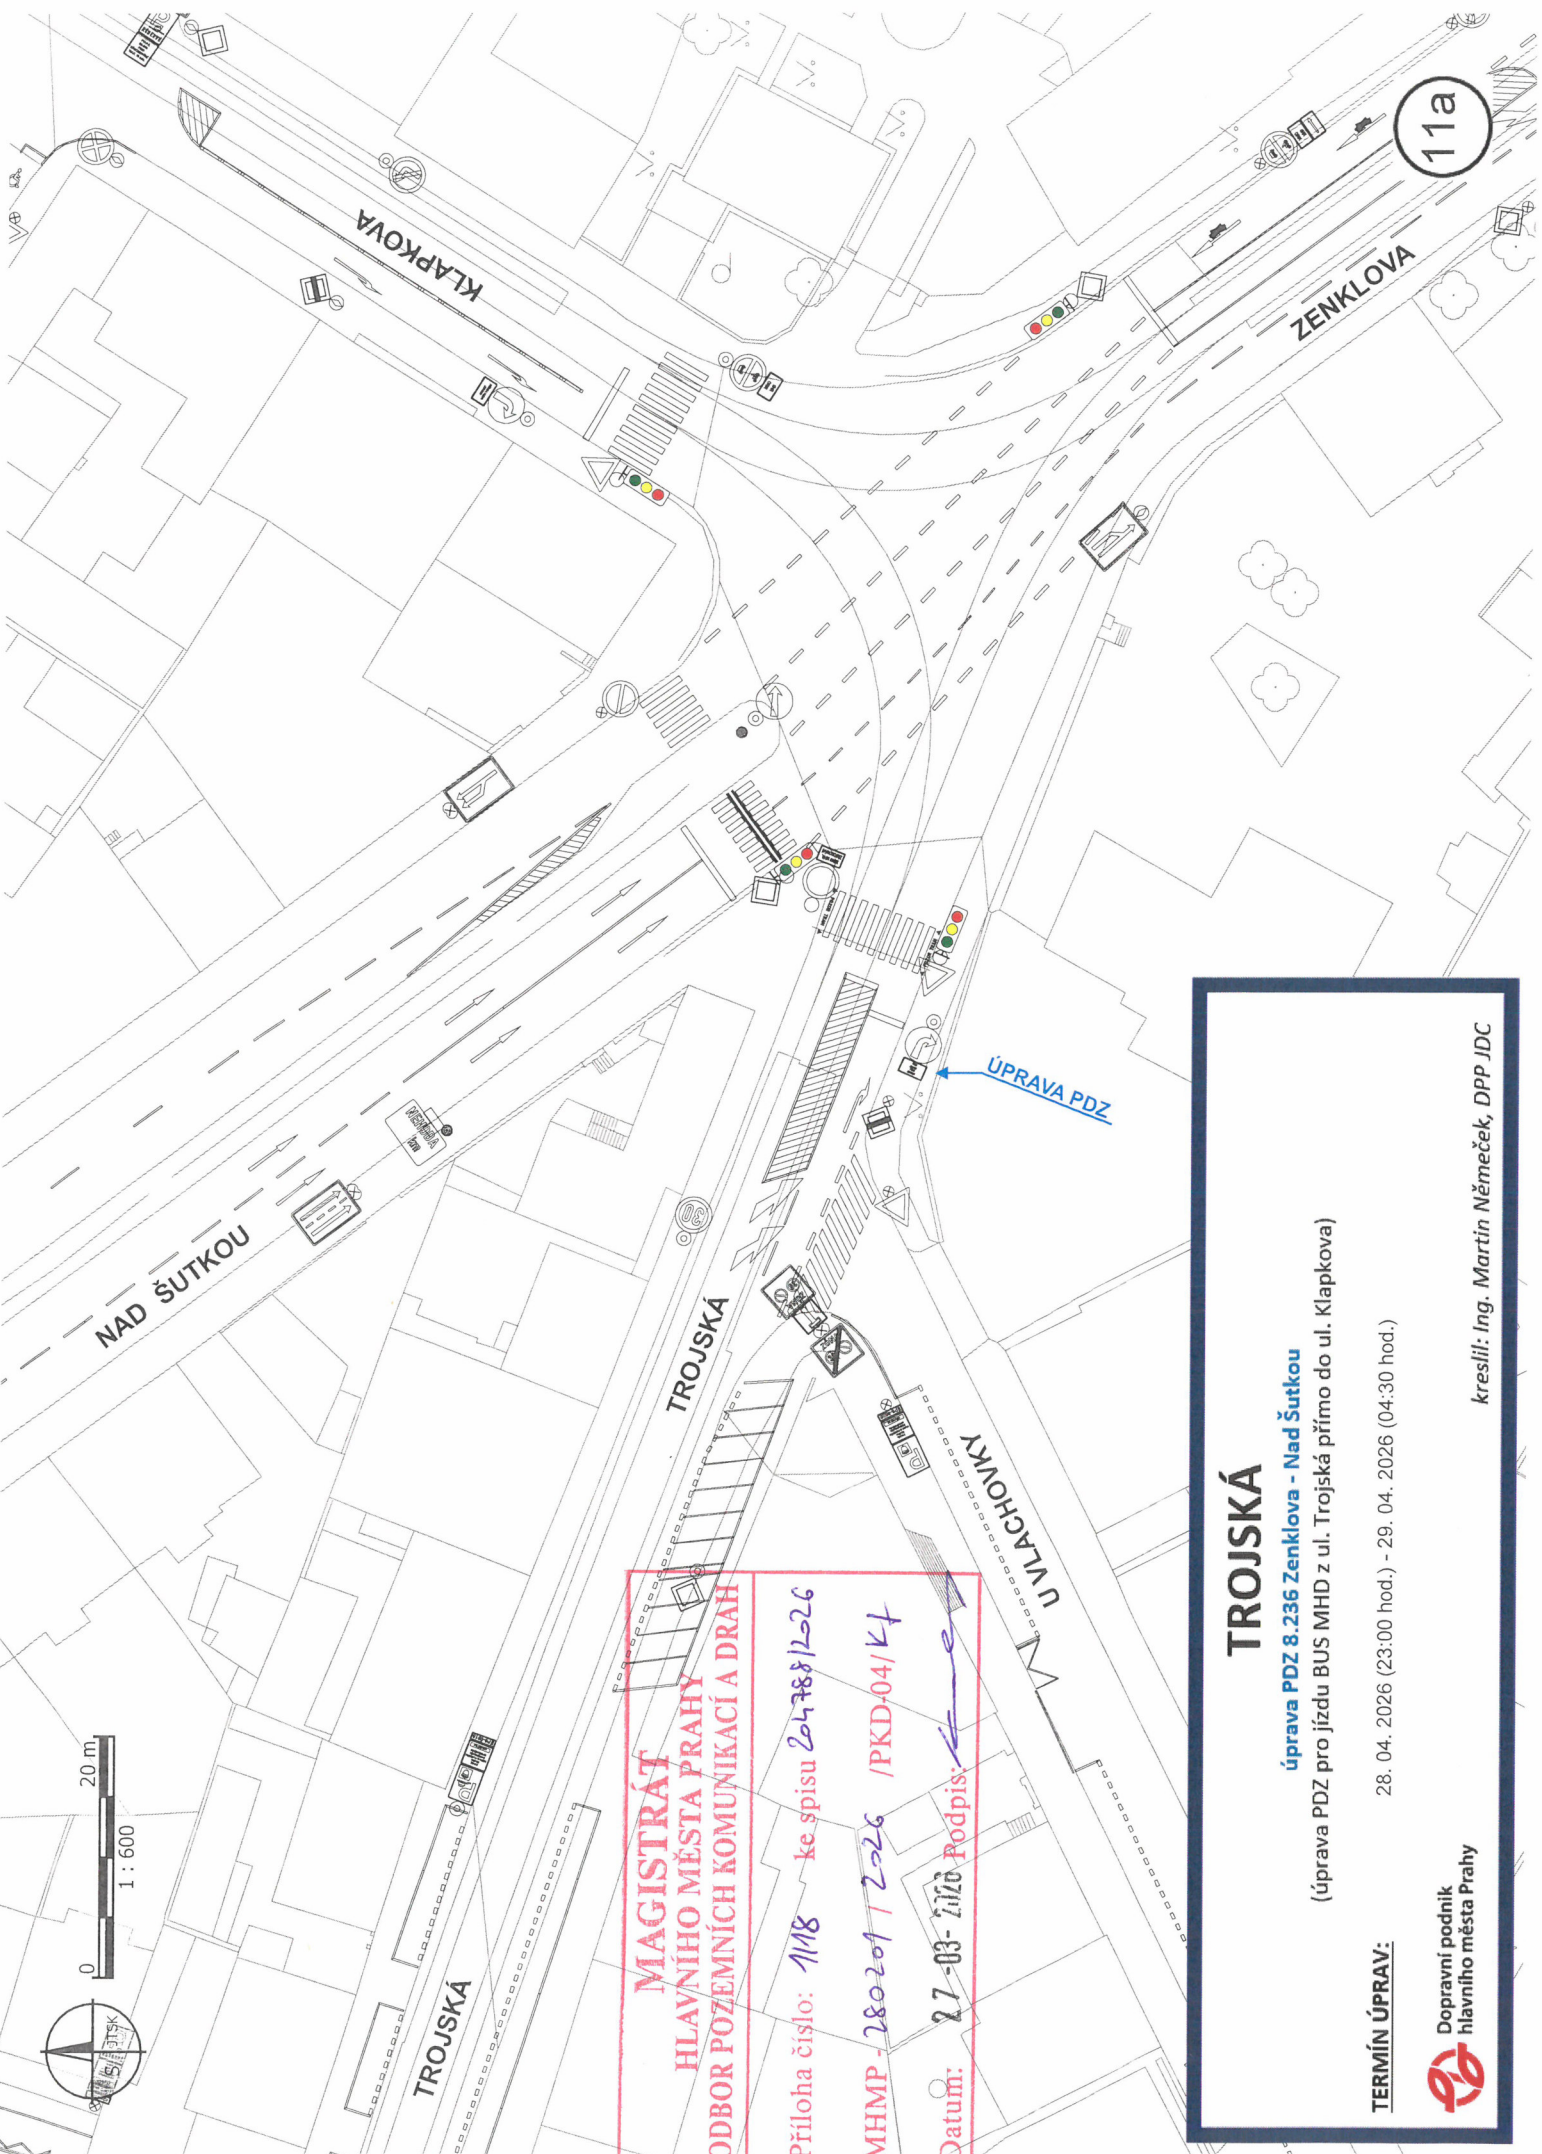 11a
KLAPKOVA
ZENKLOVA
NAD ŠUTKOU
NEHODA
ÚPRAVA PDZ
30
TROJSKÁ
U VLACHOVKY
TROJSKÁ
0 20 m
1 : 600
JTSK
MAGISTRÁT
HLAVNÍHO MĚSTA PRAHY
ODBOR POZEMNÍCH KOMUNIKACÍ A DRAH
Příloha číslo: 1/18 ke spisu 204788/2026
MHMP - 280201 / 2026 /PKD-04/Kf
Datum: 27 -03- 2026 Podpis:
TROJSKÁ
úprava PDZ 8.236 Zenklova - Nad Šutkou
(úprava PDZ pro jízdu BUS MHD z ul. Trojská přímo do ul. Klapkova)
TERMÍN ÚPRAV:
28. 04. 2026 (23:00 hod.) - 29. 04. 2026 (04:30 hod.)
Dopravní podnik
hlavního města Prahy
kreslil: Ing. Martin Němeček, DPP JDC